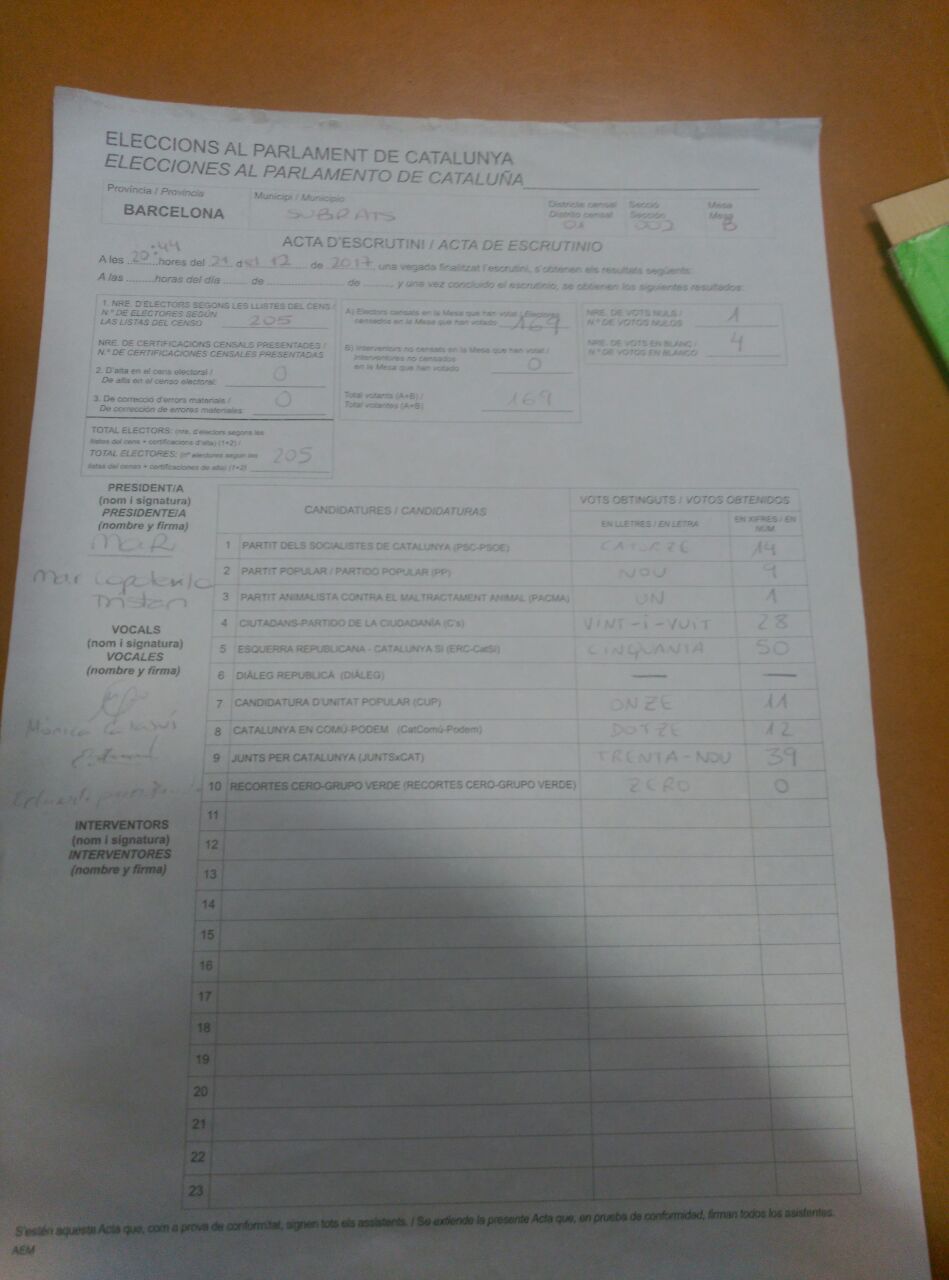 ELECCIONS AL PARLAMENT DE CATALUNYA
ELECCIONES AL PARLAMENTO DE CATALUÑA
Província / Provincia
BARCELONA
Municipi / Municipio
SUBRATS
Districte censal
Distrito censal
01
Secció
Sección
002
Mesa
Mesa
B
ACTA D'ESCRUTINI / ACTA DE ESCRUTINIO
A les 20:44 hores del 21 del 12 de 2017, una vegada finalitzat l'escrutini, s'obtenen els resultats següents:
A las ........horas del día ...... de .............................. de ........ y una vez concluido el escrutinio, se obtienen los siguientes resultados:
1. NRE. D'ELECTORS SEGONS LES LLISTES DEL CENS /
N.º DE ELECTORES SEGÚN
LAS LISTAS DEL CENSO 205
NRE. DE CERTIFICACIONS CENSALS PRESENTADES /
N.º DE CERTIFICACIONES CENSALES PRESENTADAS
2. D'alta en el cens electoral /
De alta en el censo electoral: 0
3. De correcció d'errors materials /
De corrección de errores materiales: 0
TOTAL ELECTORS: (nre. d'electors segons les
llistes del cens + certificacions d'alta) (1+2) /
TOTAL ELECTORES: (nº electores según las
listas del censo + certificaciones de alta) (1+2) 205
A) Electors censats en la Mesa que han votat / Electores
censados en la Mesa que han votado 169
B) Interventors no censats en la Mesa que han votat /
Interventores no censados
en la Mesa que han votado 0
Total votants (A+B) /
Total votantes (A+B) 169
NRE. DE VOTS NULS /
N.º DE VOTOS NULOS 1
NRE. DE VOTS EN BLANC /
N.º DE VOTOS EN BLANCO 4
PRESIDENT/A
(nom i signatura)
PRESIDENTE/A
(nombre y firma)
Mar
Mar
Tristan
VOCALS
(nom i signatura)
VOCALES
(nombre y firma)
Mònica
INTERVENTORS
(nom i signatura)
INTERVENTORES
(nombre y firma)
CANDIDATURES / CANDIDATURAS
VOTS OBTINGUTS / VOTOS OBTENIDOS
EN LLETRES / EN LETRA
EN XIFRES / EN NÚM.
1 PARTIT DELS SOCIALISTES DE CATALUNYA (PSC-PSOE) CATORZE 14
2 PARTIT POPULAR / PARTIDO POPULAR (PP) NOU 9
3 PARTIT ANIMALISTA CONTRA EL MALTRACTAMENT ANIMAL (PACMA) UN 1
4 CIUTADANS-PARTIDO DE LA CIUDADANÍA (C's) VINT-I-VUIT 28
5 ESQUERRA REPUBLICANA - CATALUNYA SÍ (ERC-CatSí) CINQUANTA 50
6 DIÀLEG REPUBLICÀ (DIÀLEG) — —
7 CANDIDATURA D'UNITAT POPULAR (CUP) ONZE 11
8 CATALUNYA EN COMÚ-PODEM (CatComú-Podem) DOTZE 12
9 JUNTS PER CATALUNYA (JUNTSxCAT) TRENTA-NOU 39
10 RECORTES CERO-GRUPO VERDE (RECORTES CERO-GRUPO VERDE) ZERO 0
11
12
13
14
15
16
17
18
19
20
21
22
23
S'estén aquesta Acta que, com a prova de conformitat, signen tots els assistents. / Se extiende la presente Acta que, en prueba de conformidad, firman todos los asistentes.
AEM